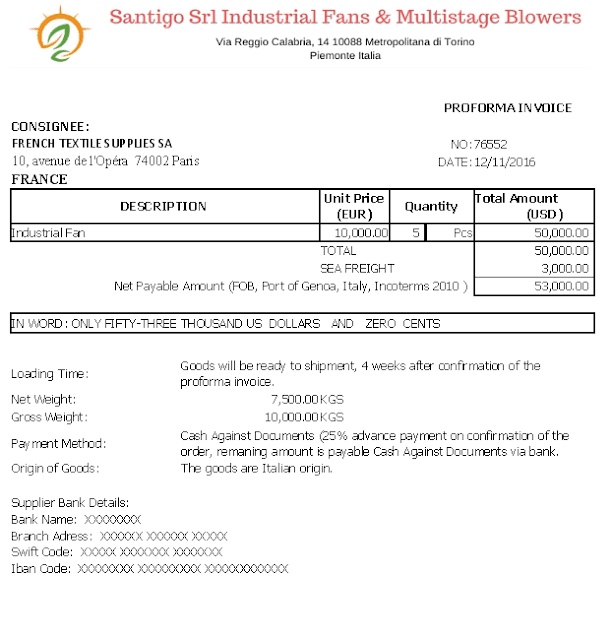 Santigo Srl Industrial Fans & Multistage Blowers
Via Reggio Calabria, 14 10088 Metropolitana di Torino
Piemonte Italia
PROFORMA INVOICE
CONSIGNEE:
FRENCH TEXTILE SUPPLIES SA
NO: 76552
10, avenue de l'Opéra 74002 Paris
DATE: 12/11/2016
FRANCE
DESCRIPTION Unit Price (EUR) Quantity Total Amount (USD)
Industrial Fan 10,000.00 5 Pcs 50,000.00
TOTAL 50,000.00
SEA FREIGHT 3,000.00
Net Payable Amount (FOB, Port of Genoa, Italy, Incoterms 2010 ) 53,000.00
IN WORD: ONLY FIFTY-THREE THOUSAND US DOLLARS AND ZERO CENTS
Loading Time: Goods will be ready to shipment, 4 weeks after confirmation of the
proforma invoice.
Net Weight: 7,500.00 KGS
Gross Weight: 10,000.00 KGS
Payment Method: Cash Against Documents (25% advance payment on confirmation of the
order, remaning amount is payable Cash Against Documents via bank.
Origin of Goods: The goods are Italian origin.
Supplier Bank Details:
Bank Name: XXXXXXXX
Branch Adress: XXXXXX XXXXXX XXXXX
Swift Code: XXXXX XXXXXXX XXXXXXX
Iban Code: XXXXXXXX XXXXXXXXX XXXXXXXXXXXX